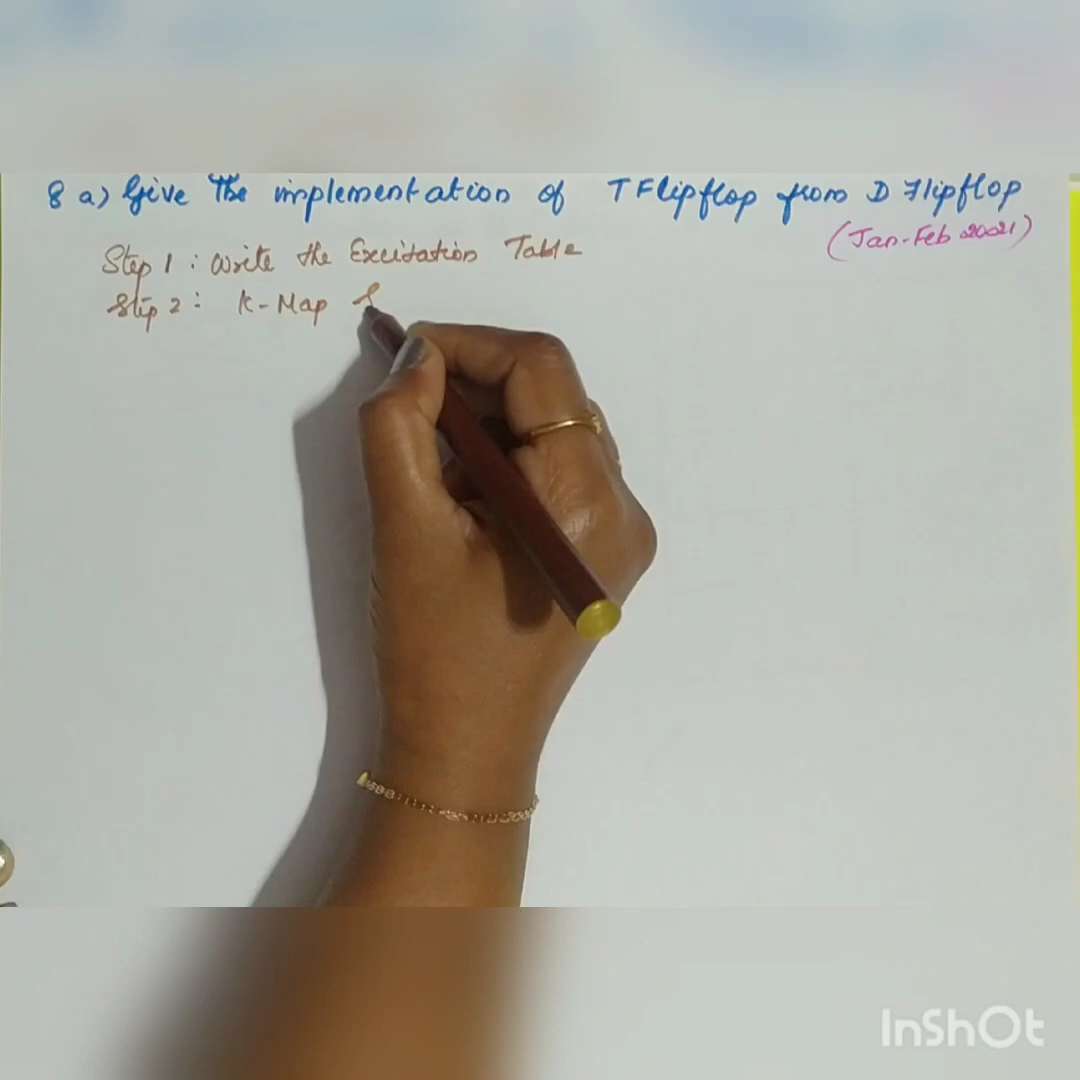 8 a) Give the implementation of T Flipflop from D Flipflop
(Jan-Feb 2021)
Step 1 : Write the Excitation Table
Step 2 : K-Map
InShOt